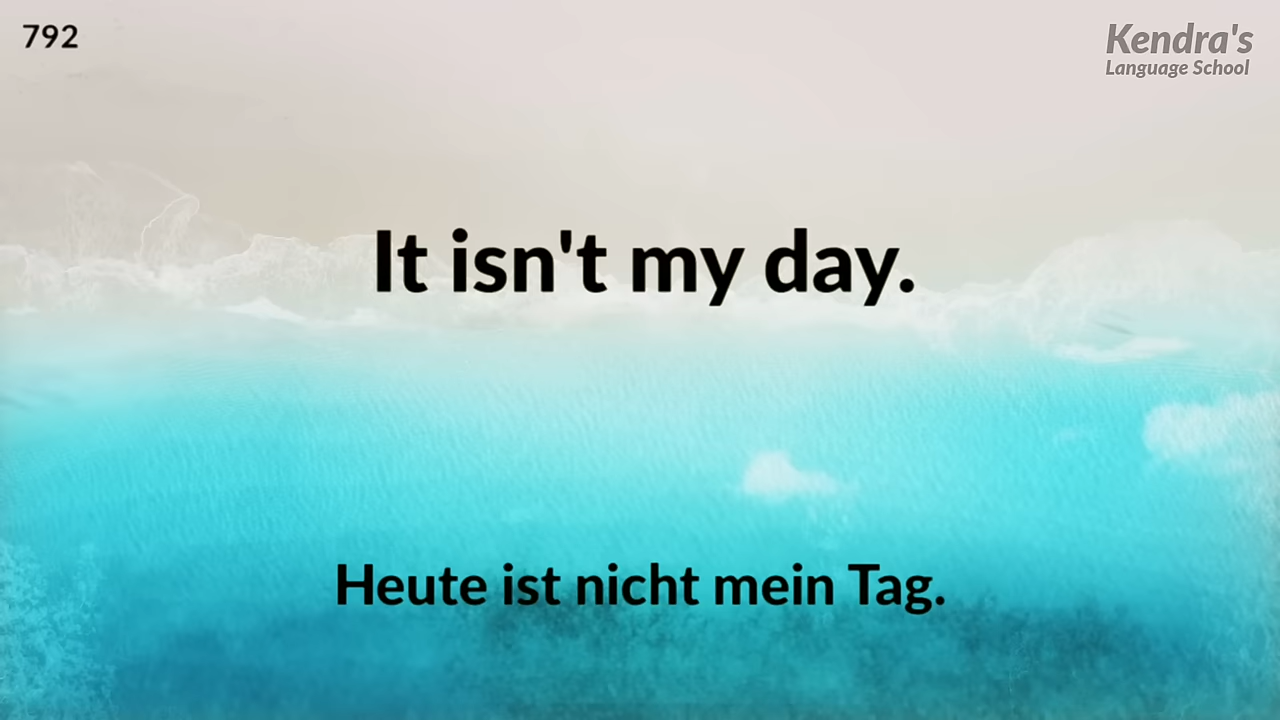 792
Kendra's
Language School
It isn't my day.
Heute ist nicht mein Tag.